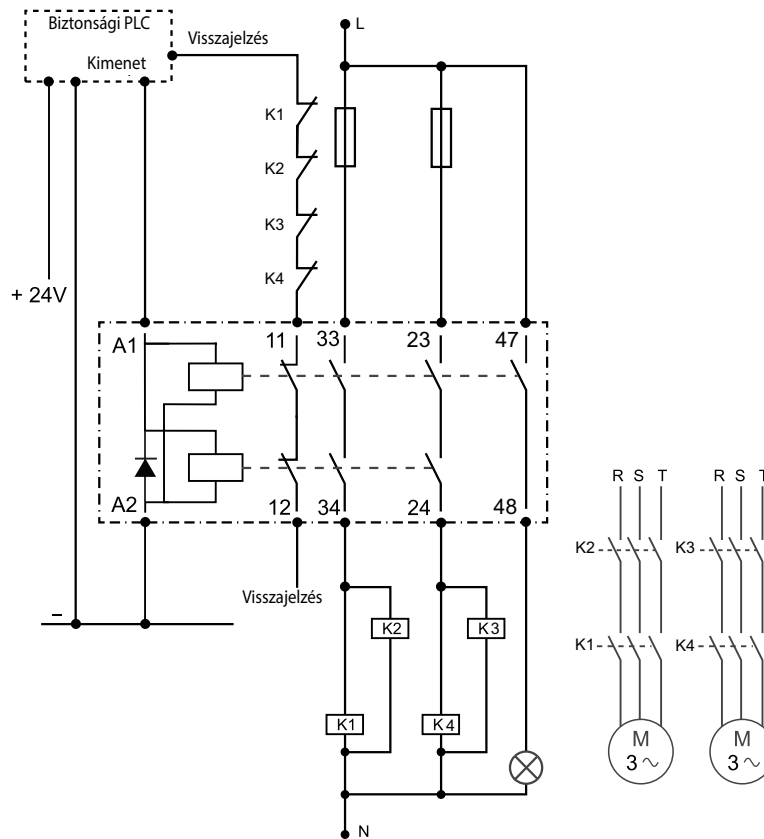 Biztonsági PLC
Kimenet
Visszajelzés
L
K1
K2
K3
K4
+ 24V
A1
11
33
23
47
A2
12
34
24
48
Visszajelzés
–
K2
K3
K1
K4
N
R S T
R S T
K2
K3
K1
K4
M
3 ~
M
3 ~